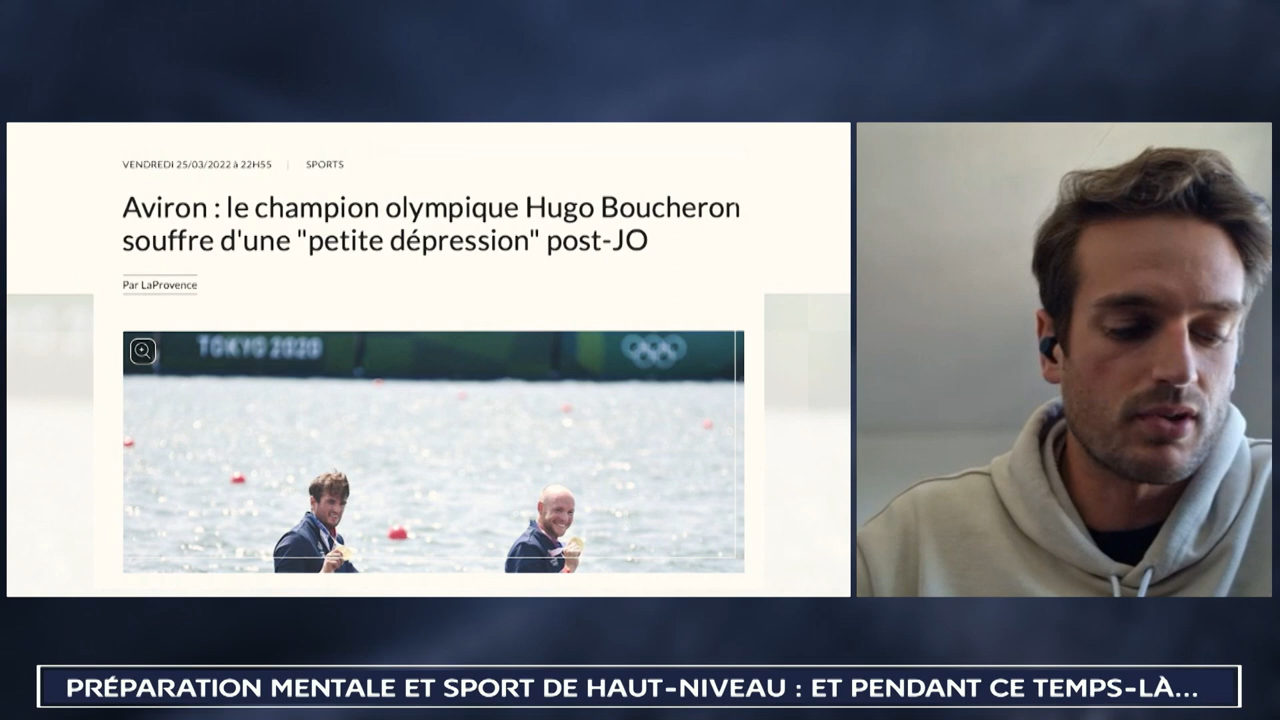 VENDREDI 25/03/2022 à 22H55 | SPORTS
Aviron : le champion olympique Hugo Boucheron
souffre d'une "petite dépression" post-JO
Par LaProvence
TOKYO 2020
PRÉPARATION MENTALE ET SPORT DE HAUT-NIVEAU : ET PENDANT CE TEMPS-LÀ...